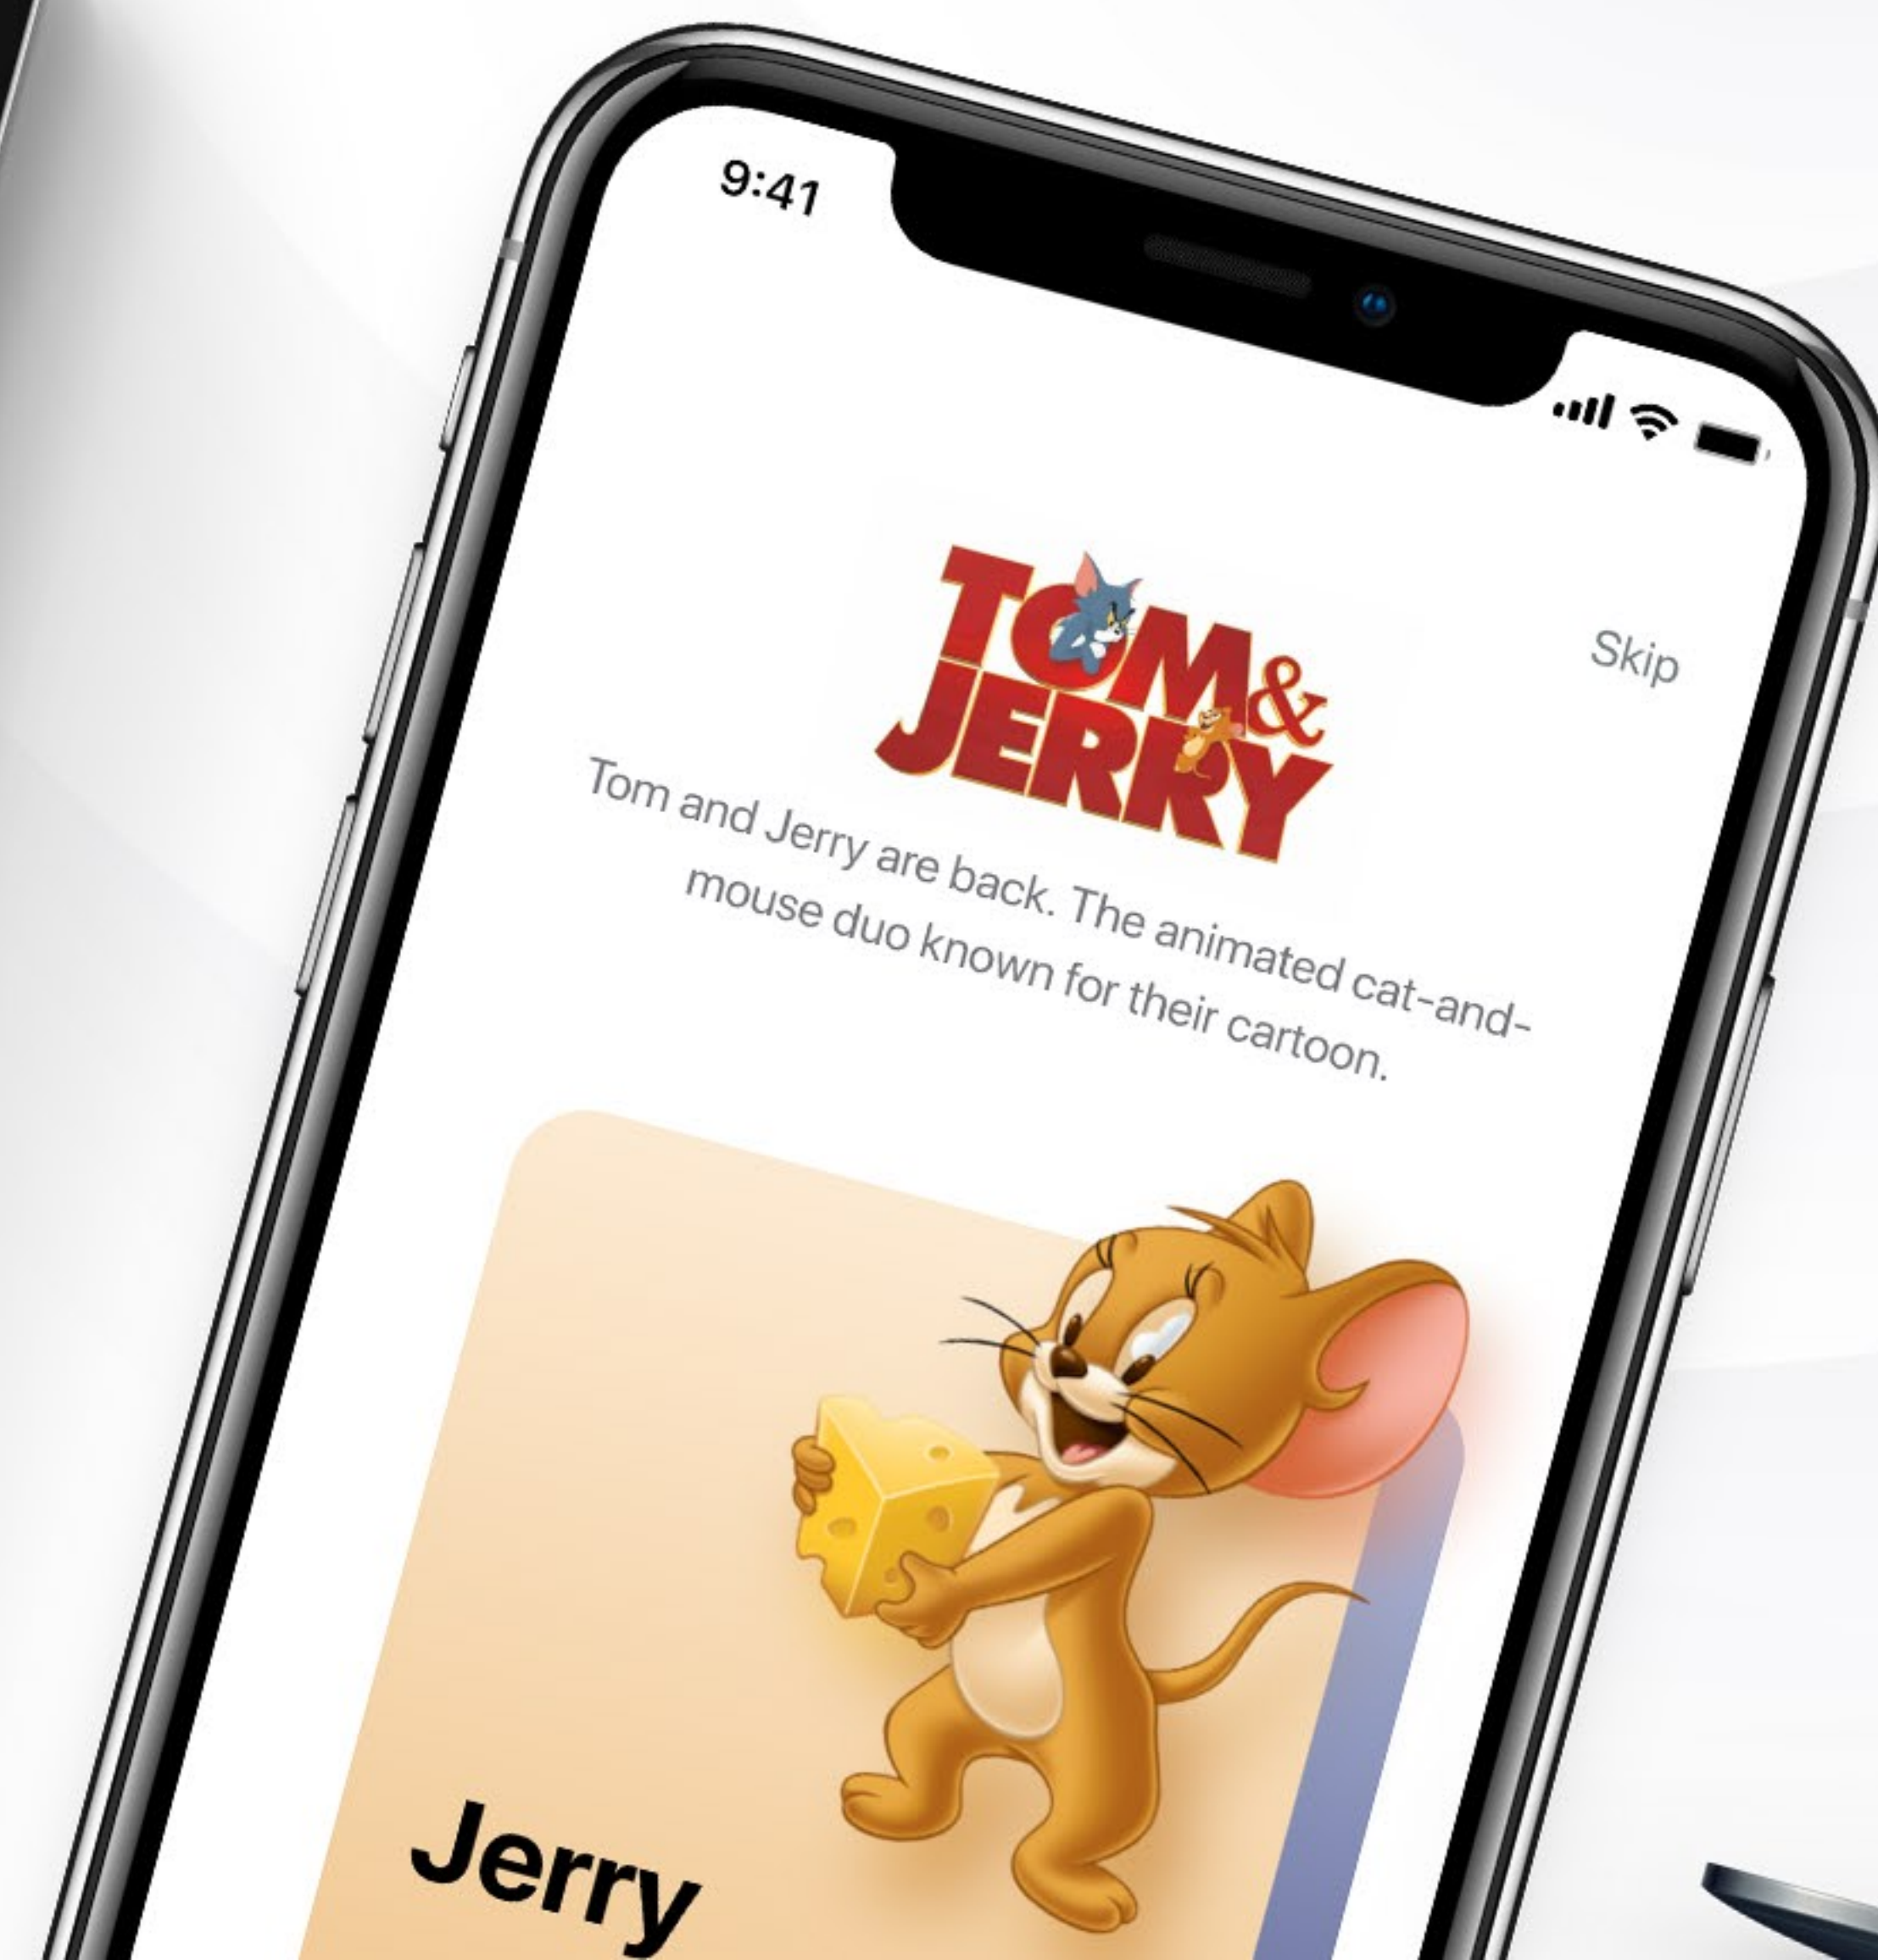 9:41
TOM &
JERRY
Skip
Tom and Jerry are back. The animated cat-and-
mouse duo known for their cartoon.
Jerry